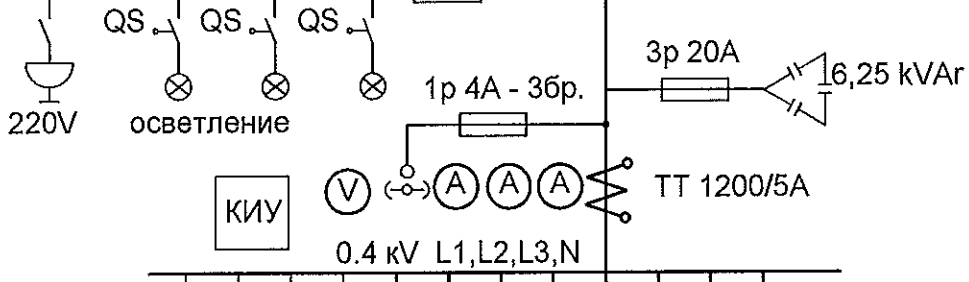 QS QS QS
3p 20A
6,25 kVAr
1p 4A - 3бр.
220V осветление
V A A A
ТТ 1200/5A
КИУ
0.4 кV L1,L2,L3,N